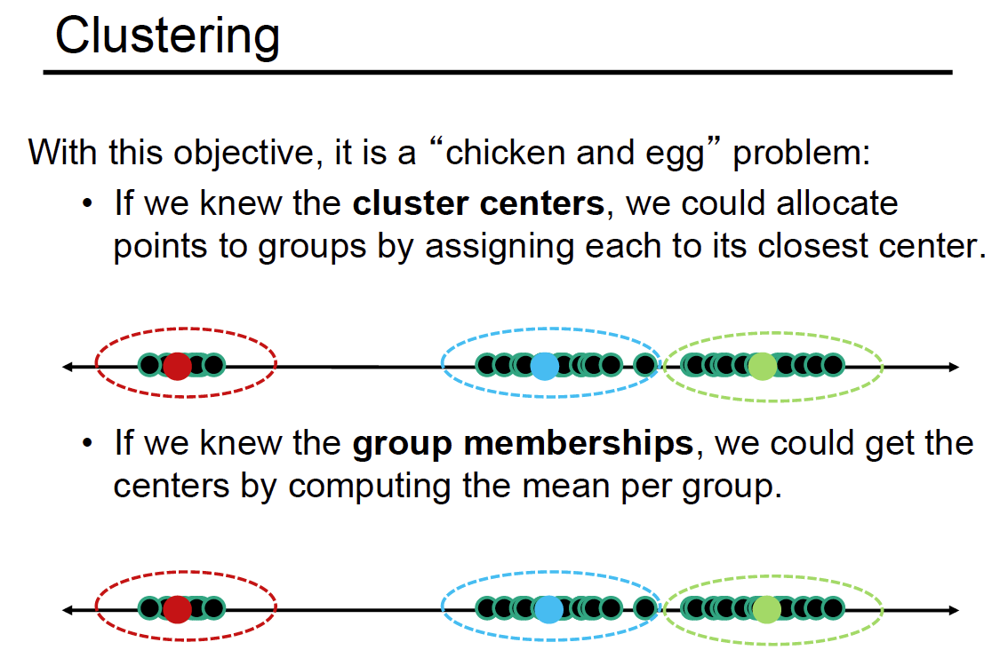 Clustering
With this objective, it is a “chicken and egg” problem:
• If we knew the cluster centers, we could allocate
points to groups by assigning each to its closest center.
• If we knew the group memberships, we could get the
centers by computing the mean per group.